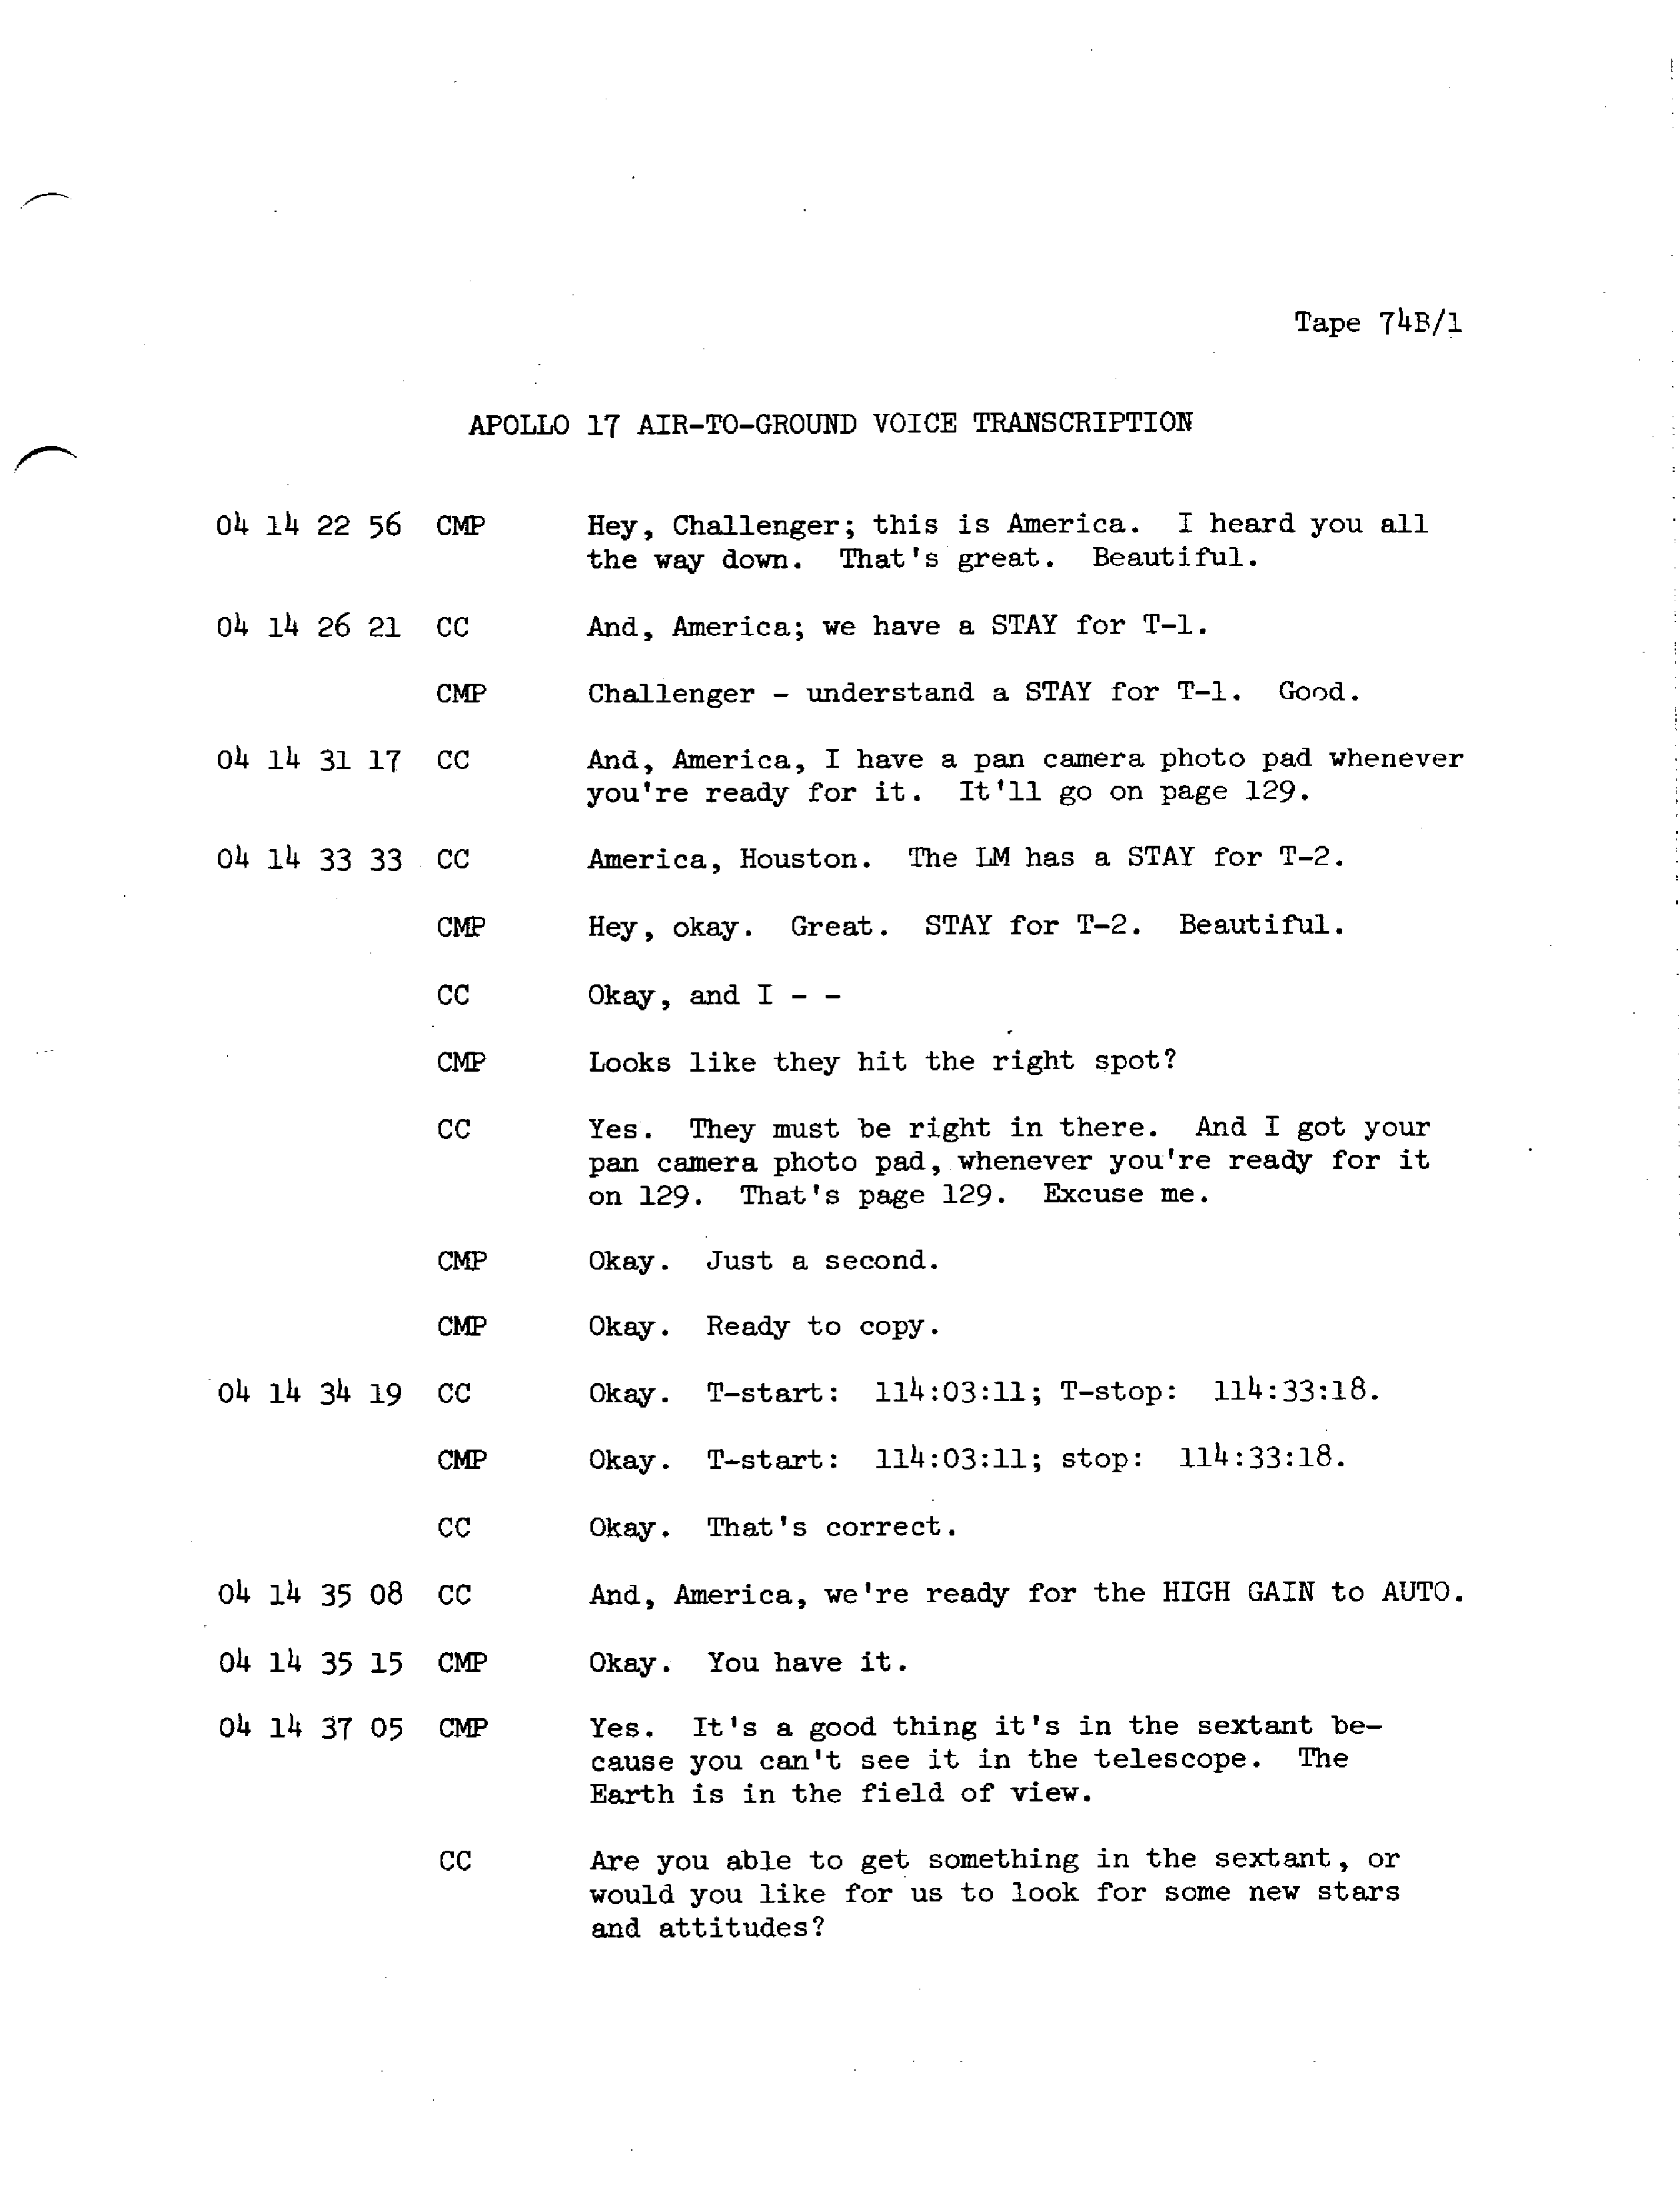 Tape 74B/1
APOLLO 17 AIR-TO-GROUND VOICE TRANSCRIPTION
04 14 22 56 CMP Hey, Challenger; this is America. I heard you all
the way down. That's great. Beautiful.
04 14 26 21 CC And, America; we have a STAY for T-1.
CMP Challenger - understand a STAY for T-1. Good.
04 14 31 17 CC And, America, I have a pan camera photo pad whenever
you're ready for it. It'll go on page 129.
04 14 33 33 CC America, Houston. The LM has a STAY for T-2.
CMP Hey, okay. Great. STAY for T-2. Beautiful.
CC Okay, and I - -
CMP Looks like they hit the right spot?
CC Yes. They must be right in there. And I got your
pan camera photo pad, whenever you're ready for it
on 129. That's page 129. Excuse me.
CMP Okay. Just a second.
CMP Okay. Ready to copy.
04 14 34 19 CC Okay. T-start: 114:03:11; T-stop: 114:33:18.
CMP Okay. T-start: 114:03:11; stop: 114:33:18.
CC Okay. That's correct.
04 14 35 08 CC And, America, we're ready for the HIGH GAIN to AUTO.
04 14 35 15 CMP Okay. You have it.
04 14 37 05 CMP Yes. It's a good thing it's in the sextant be-
cause you can't see it in the telescope. The
Earth is in the field of view.
CC Are you able to get something in the sextant, or
would you like for us to look for some new stars
and attitudes?